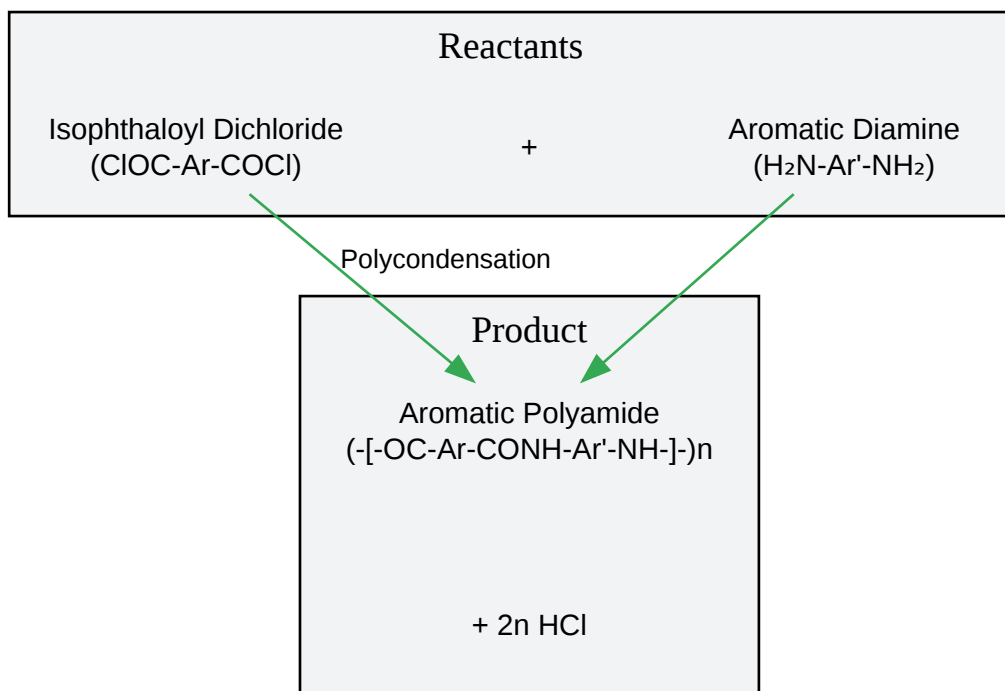 Reactants
Isophthaloyl Dichloride
(ClOC-Ar-COCl)
+
Aromatic Diamine
(H₂N-Ar'-NH₂)
Polycondensation
Product
Aromatic Polyamide
(-[-OC-Ar-CONH-Ar'-NH-]-)n
+ 2n HCl